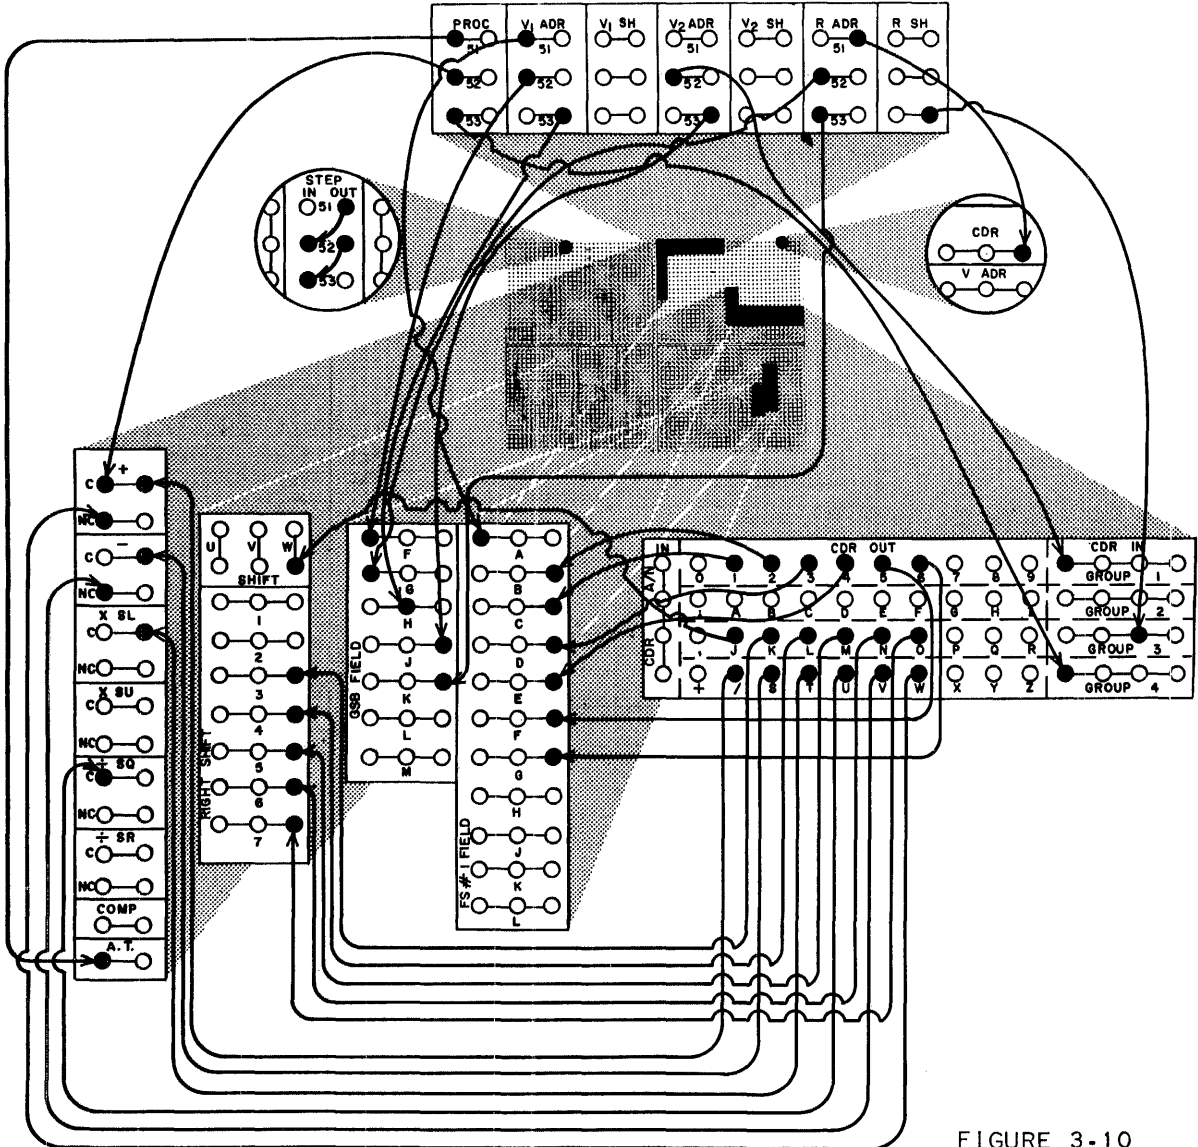 PROC V1 ADR V1 SH V2 ADR V2 SH R ADR R SH
51 51 51 51
52 52 52 52
53 53 53 53
STEP
IN OUT
51
52
53
CDR
V ADR
+
C
NC
-
C
NC
X SL
C
NC
X SU
C
NC
÷ SQ
C
NC
÷ SR
C
NC
COMP
A.T.
U V W
SHIFT
1
2
3
4
5
6
7
RIGHT SHIFT
F
G
H
J
K
L
M
GSB FIELD
A
B
C
D
E
F
G
H
J
K
L
FS#1 FIELD
IN CDR OUT CDR IN
A/N
CDR
0 1 2 3 4 5 6 7 8 9 GROUP 1
A B C D E F G H GROUP 2
, J K L M N O P Q R GROUP 3
+ / S T U V W X Y Z GROUP 4
FIGURE 3-10